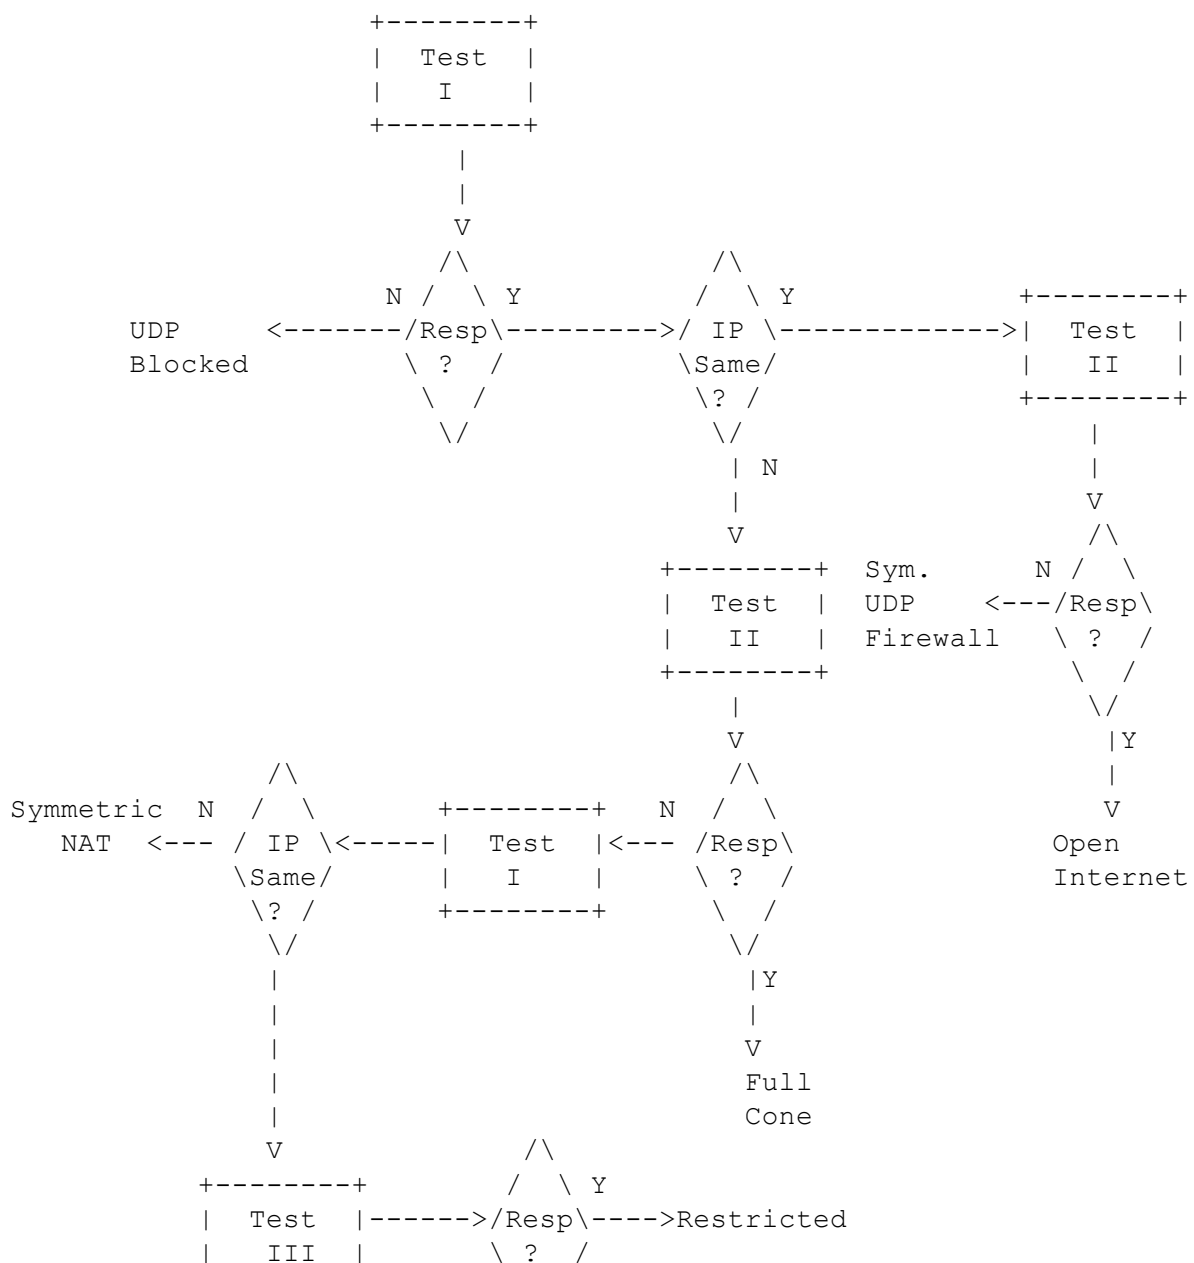 +--------+
|  Test  |
|   I    |
+--------+
|
|
V
/\              /\
N /  \ Y          /  \ Y             +--------+
UDP     <-------/Resp\--------->/ IP \------------->|  Test  |
Blocked         \ ?  /          \Same/              |   II   |
\  /            \? /               +--------+
\/              \/                    |
| N                  |
|                    V
V                    /\
+--------+  Sym.      N /  \
|  Test  |  UDP    <---/Resp\
|   II   |  Firewall   \ ?  /
+--------+              \  /
|                    \/
V                     |Y
/\                         /\                     |
Symmetric  N  /  \       +--------+   N  /  \                    V
NAT  <--- / IP \<-----|  Test  |<--- /Resp\               Open
\Same/      |   I    |     \ ?  /               Internet
\? /       +--------+      \  /
\/                         \/
|                           |Y
|                           |
|                           V
|                           Full
|                           Cone
V              /\
+--------+        /  \ Y
|  Test  |------>/Resp\---->Restricted
|  III   |       \ ?  /